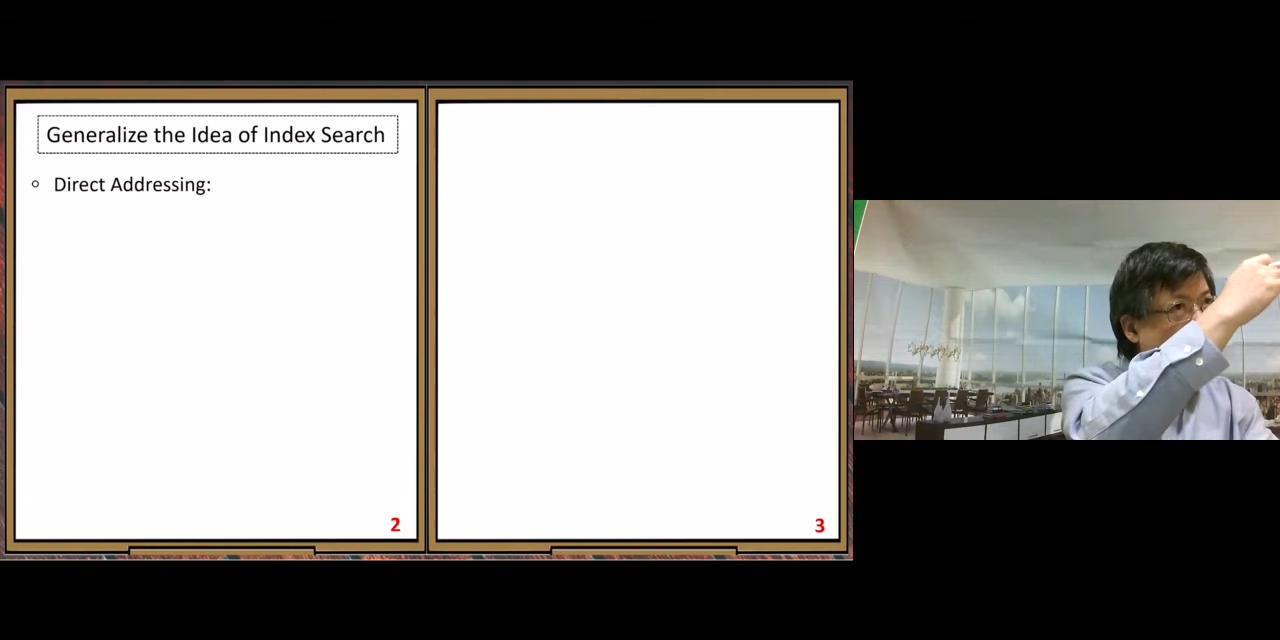 Generalize the Idea of Index Search
Direct Addressing:
2
3